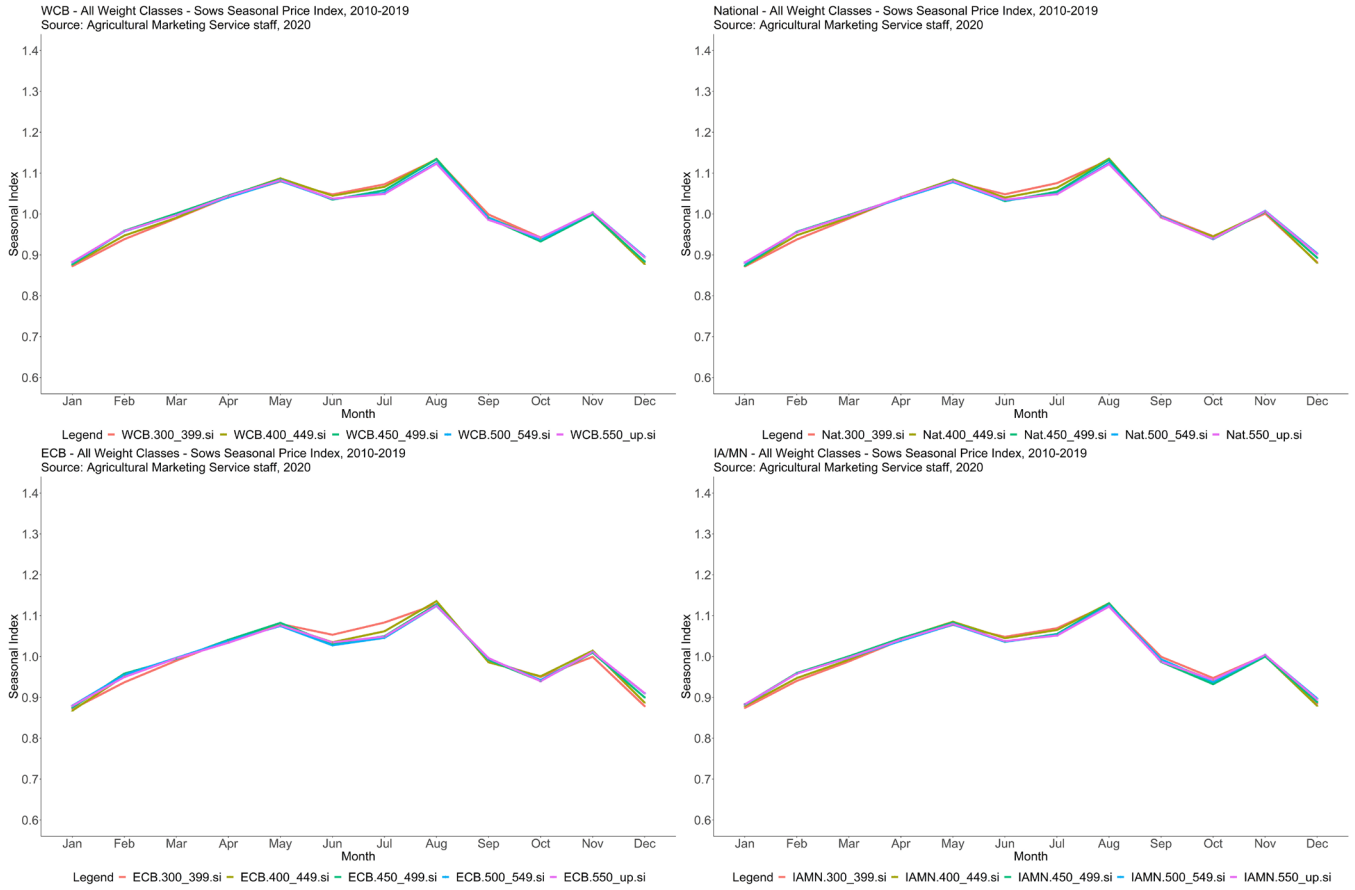 WCB - All Weight Classes - Sows Seasonal Price Index, 2010-2019
Source: Agricultural Marketing Service staff, 2020
1.4
1.3
1.2
1.1
1.0
0.9
0.8
0.7
0.6
Seasonal Index
Jan Feb Mar Apr May Jun Jul Aug Sep Oct Nov Dec
Month
Legend WCB.300_399.si WCB.400_449.si WCB.450_499.si WCB.500_549.si WCB.550_up.si
National - All Weight Classes - Sows Seasonal Price Index, 2010-2019
Source: Agricultural Marketing Service staff, 2020
1.4
1.3
1.2
1.1
1.0
0.9
0.8
0.7
0.6
Seasonal Index
Jan Feb Mar Apr May Jun Jul Aug Sep Oct Nov Dec
Month
Legend Nat.300_399.si Nat.400_449.si Nat.450_499.si Nat.500_549.si Nat.550_up.si
ECB - All Weight Classes - Sows Seasonal Price Index, 2010-2019
Source: Agricultural Marketing Service staff, 2020
1.4
1.3
1.2
1.1
1.0
0.9
0.8
0.7
0.6
Seasonal Index
Jan Feb Mar Apr May Jun Jul Aug Sep Oct Nov Dec
Month
Legend ECB.300_399.si ECB.400_449.si ECB.450_499.si ECB.500_549.si ECB.550_up.si
IA/MN - All Weight Classes - Sows Seasonal Price Index, 2010-2019
Source: Agricultural Marketing Service staff, 2020
1.4
1.3
1.2
1.1
1.0
0.9
0.8
0.7
0.6
Seasonal Index
Jan Feb Mar Apr May Jun Jul Aug Sep Oct Nov Dec
Month
Legend IAMN.300_399.si IAMN.400_449.si IAMN.450_499.si IAMN.500_549.si IAMN.550_up.si